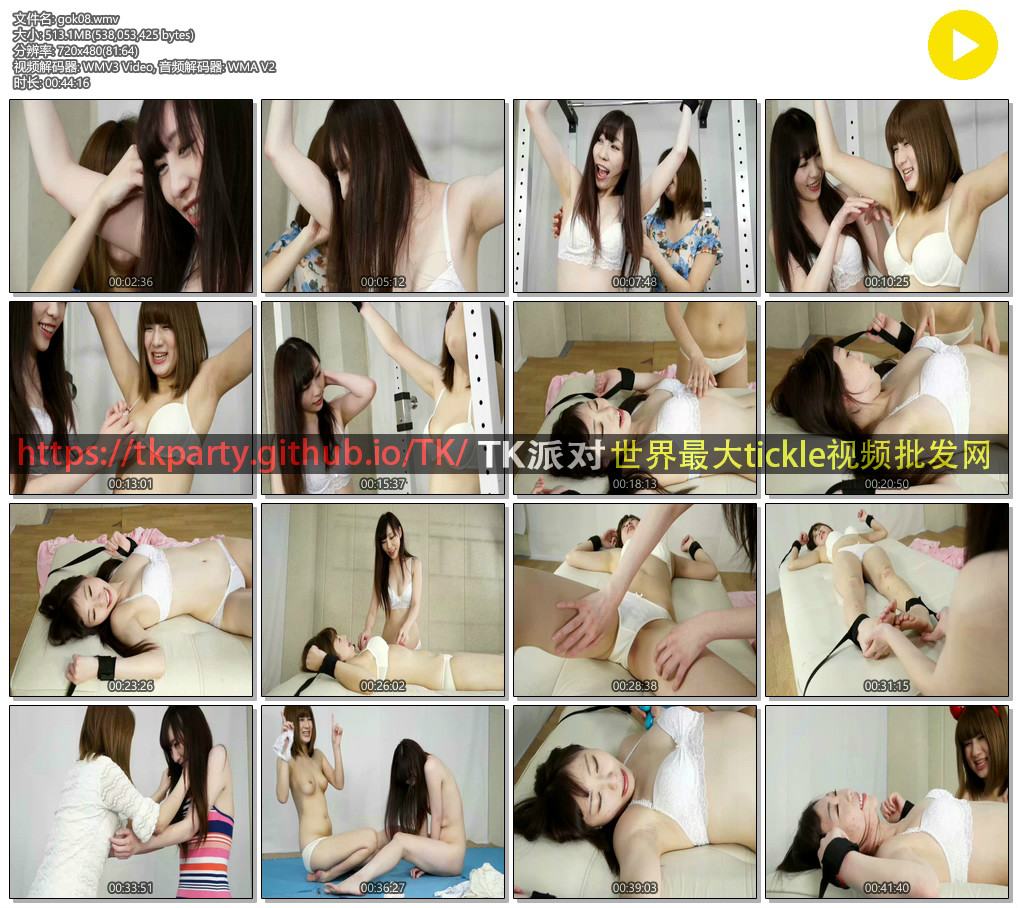 文件名: gok08.wmv
大小: 513.1MB(538,053,425 bytes)
分辨率: 720x480(81:64)
视频解码器: WMV3 Video, 音频解码器: WMA V2
时长: 00:44:16
00:02:36
00:05:12
00:07:48
00:10:25
https://tkparty.github.io/TK/ TK派对 世界最大tickle视频批发网
00:13:01
00:15:37
00:18:13
00:20:50
00:23:26
00:26:02
00:28:38
00:31:15
00:33:51
00:36:27
00:39:03
00:41:40